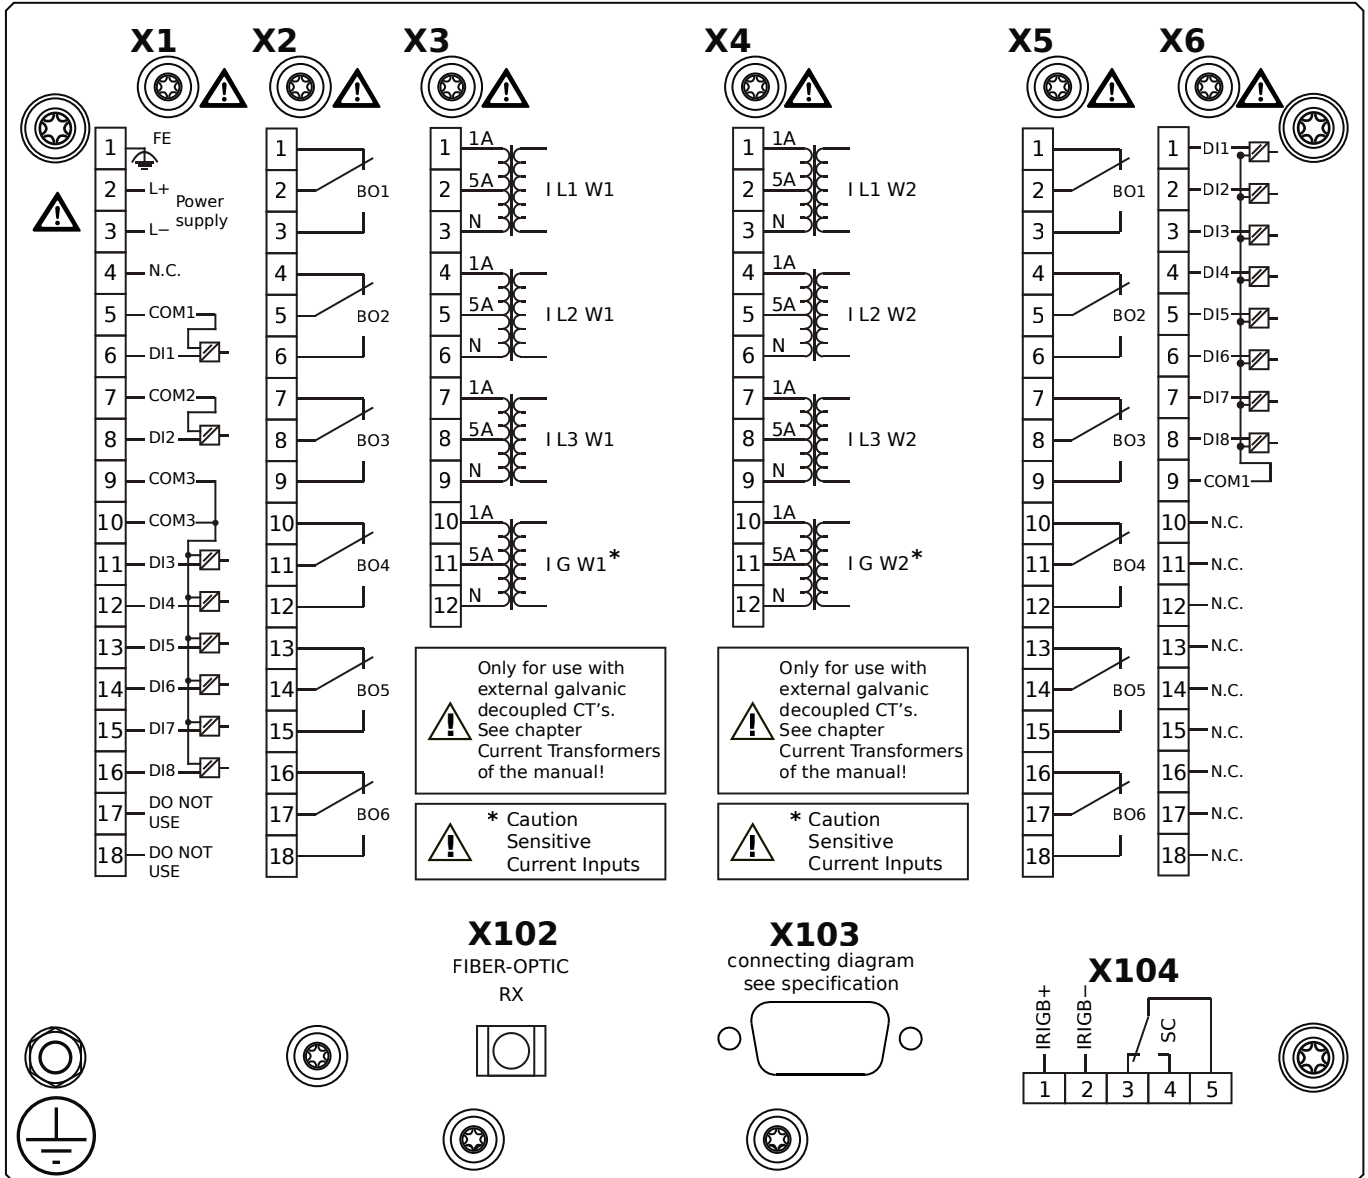 X1 X2 X3 X4 X5 X6
1 FE
2 L+ Power
supply
3 L−
4 N.C.
5 COM1
6 DI1
7 COM2
8 DI2
9 COM3
10 COM3
11 DI3
12 DI4
13 DI5
14 DI6
15 DI7
16 DI8
17 DO NOT
USE
18 DO NOT
USE
1
2 BO1
3
4
5 BO2
6
7
8 BO3
9
10
11 BO4
12
13
14 BO5
15
16
17 BO6
18
1 1A
2 5A I L1 W1
3 N
4 1A
5 5A I L2 W1
6 N
7 1A
8 5A I L3 W1
9 N
10 1A
11 5A I G W1*
12 N
Only for use with
external galvanic
decoupled CT's.
See chapter
Current Transformers
of the manual!
* Caution
Sensitive
Current Inputs
1 1A
2 5A I L1 W2
3 N
4 1A
5 5A I L2 W2
6 N
7 1A
8 5A I L3 W2
9 N
10 1A
11 5A I G W2*
12 N
Only for use with
external galvanic
decoupled CT's.
See chapter
Current Transformers
of the manual!
* Caution
Sensitive
Current Inputs
1
2 BO1
3
4
5 BO2
6
7
8 BO3
9
10
11 BO4
12
13
14 BO5
15
16
17 BO6
18
1 DI1
2 DI2
3 DI3
4 DI4
5 DI5
6 DI6
7 DI7
8 DI8
9 COM1
10 N.C.
11 N.C.
12 N.C.
13 N.C.
14 N.C.
15 N.C.
16 N.C.
17 N.C.
18 N.C.
X102
FIBER-OPTIC
RX
X103
connecting diagram
see specification
X104
IRIGB+
IRIGB−
SC
1 2 3 4 5